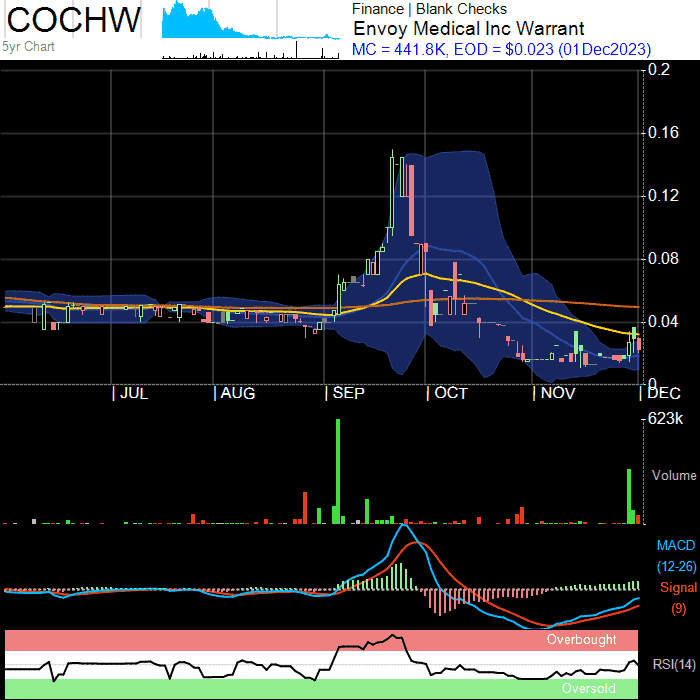 COCHW
5yr Chart
Finance | Blank Checks
Envoy Medical Inc Warrant
MC = 441.8K, EOD = $0.023 (01Dec2023)
0.2
0.16
0.12
0.08
0.04
0
JUL AUG SEP OCT NOV DEC
623k
Volume
MACD
(12-26)
Signal
(9)
Overbought
RSI(14)
Oversold